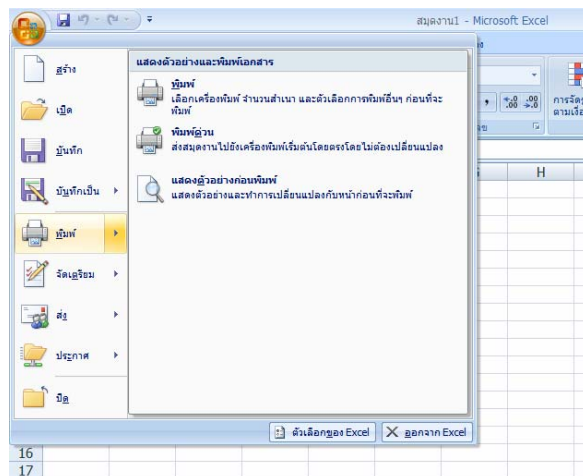 สมุดงาน1 - Microsoft Excel
สร้าง
เปิด
บันทึก
บันทึกเป็น
พิมพ์
จัดเตรียม
ส่ง
ประกาศ
ปิด
แสดงตัวอย่างและพิมพ์เอกสาร
พิมพ์
เลือกเครื่องพิมพ์ จำนวนสำเนา และตัวเลือกการพิมพ์อื่นๆ ก่อนที่จะ
พิมพ์
พิมพ์ด่วน
ส่งสมุดงานไปยังเครื่องพิมพ์เริ่มต้นโดยตรงโดยไม่ต้องเปลี่ยนแปลง
แสดงตัวอย่างก่อนพิมพ์
แสดงตัวอย่างและทำการเปลี่ยนแปลงกับหน้าก่อนที่จะพิมพ์
ตัวเลือกของ Excel
ออกจาก Excel
H
16
17